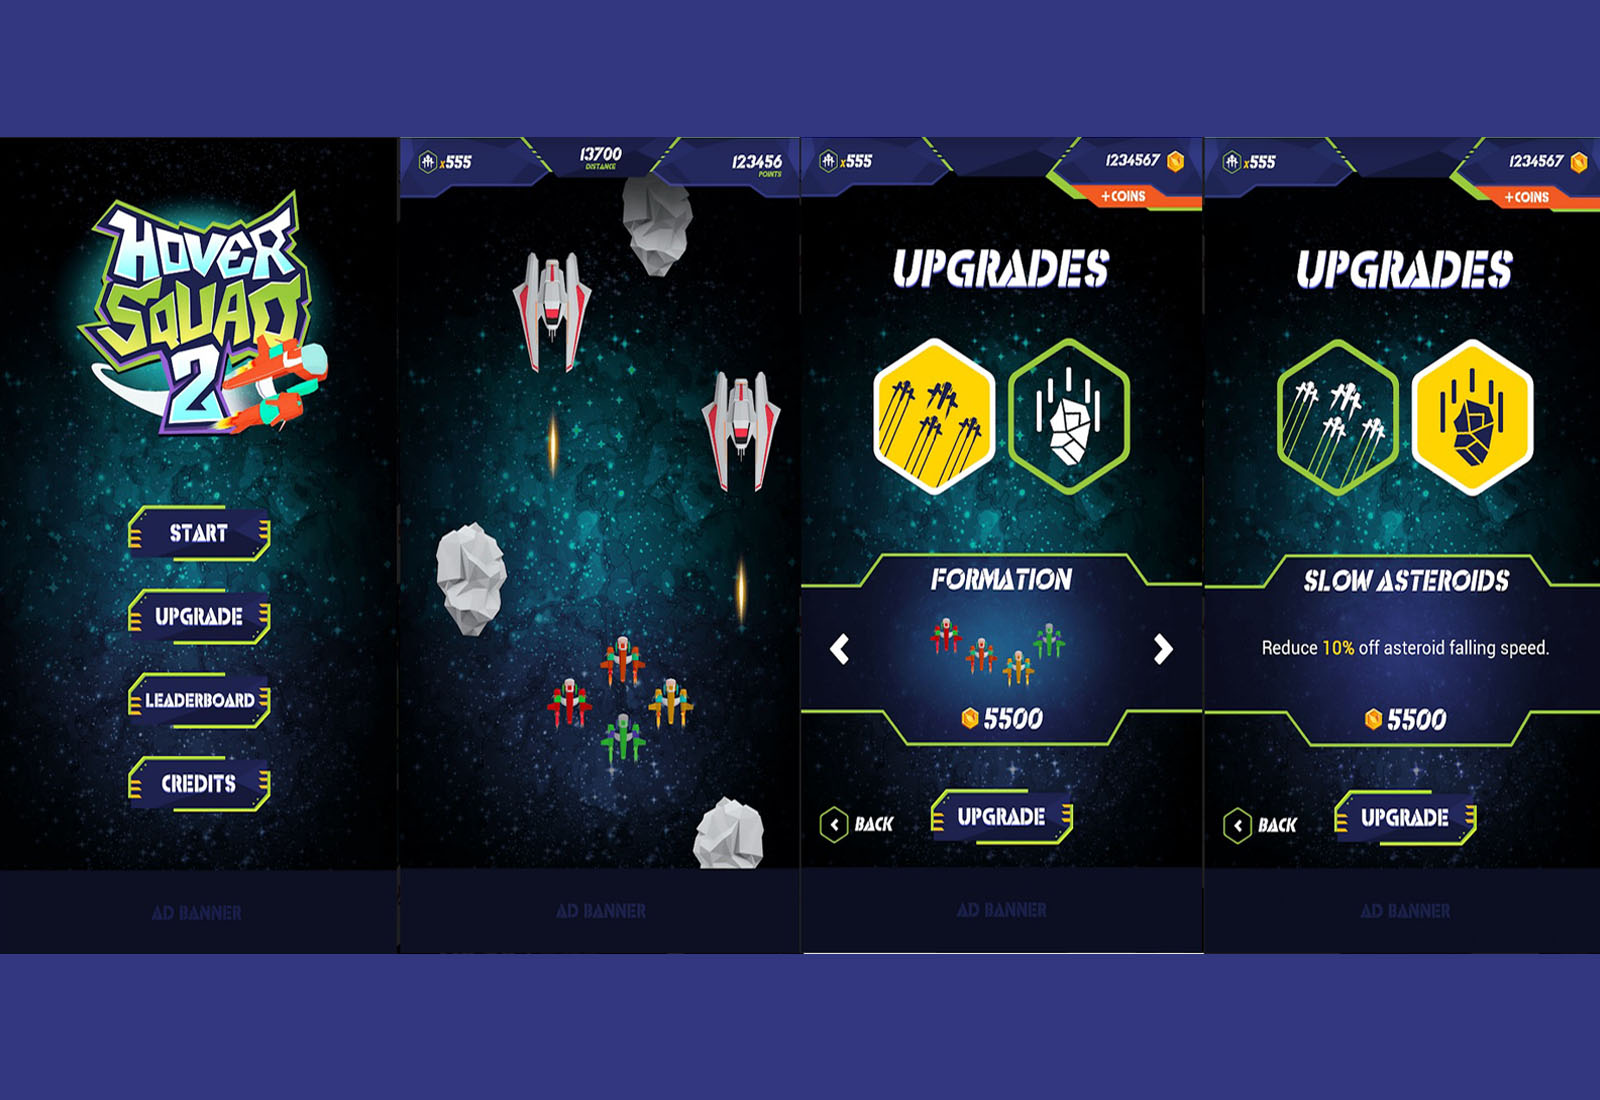 HOVER
SQUAD
2
START
UPGRADE
LEADERBOARD
CREDITS
AD BANNER
x555
13700
DISTANCE
123456
POINTS
AD BANNER
x555
1234567
+COINS
UPGRADES
FORMATION
5500
BACK
UPGRADE
AD BANNER
x555
1234567
+COINS
UPGRADES
SLOW ASTEROIDS
Reduce 10% off asteroid falling speed.
5500
BACK
UPGRADE
AD BANNER